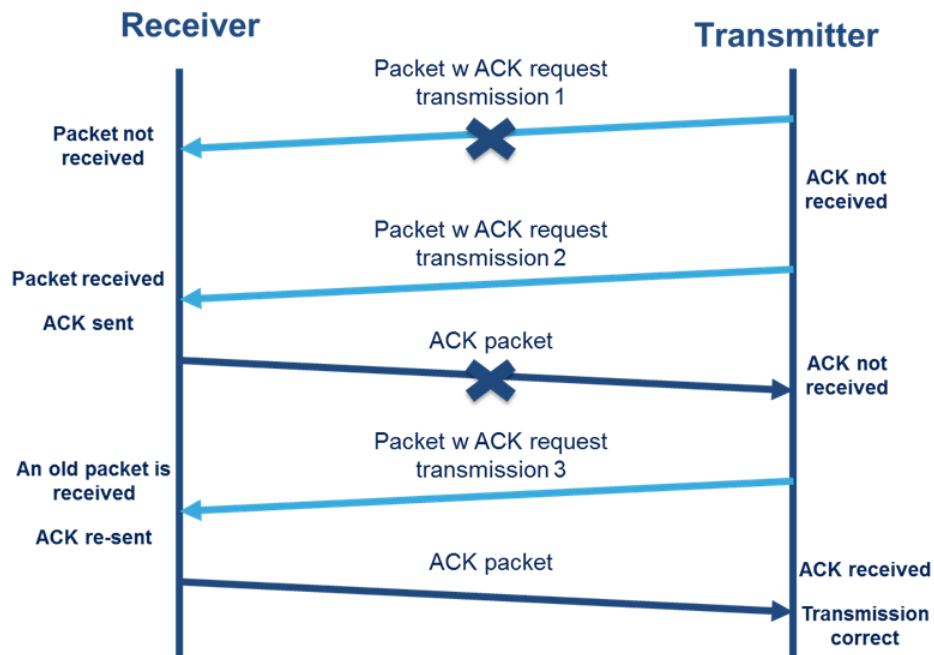 Receiver
Transmitter
Packet w ACK request
transmission 1
Packet not
received
ACK not
received
Packet w ACK request
transmission 2
Packet received
ACK sent
ACK packet
ACK not
received
Packet w ACK request
transmission 3
An old packet is
received
ACK re-sent
ACK packet
ACK received
Transmission
correct